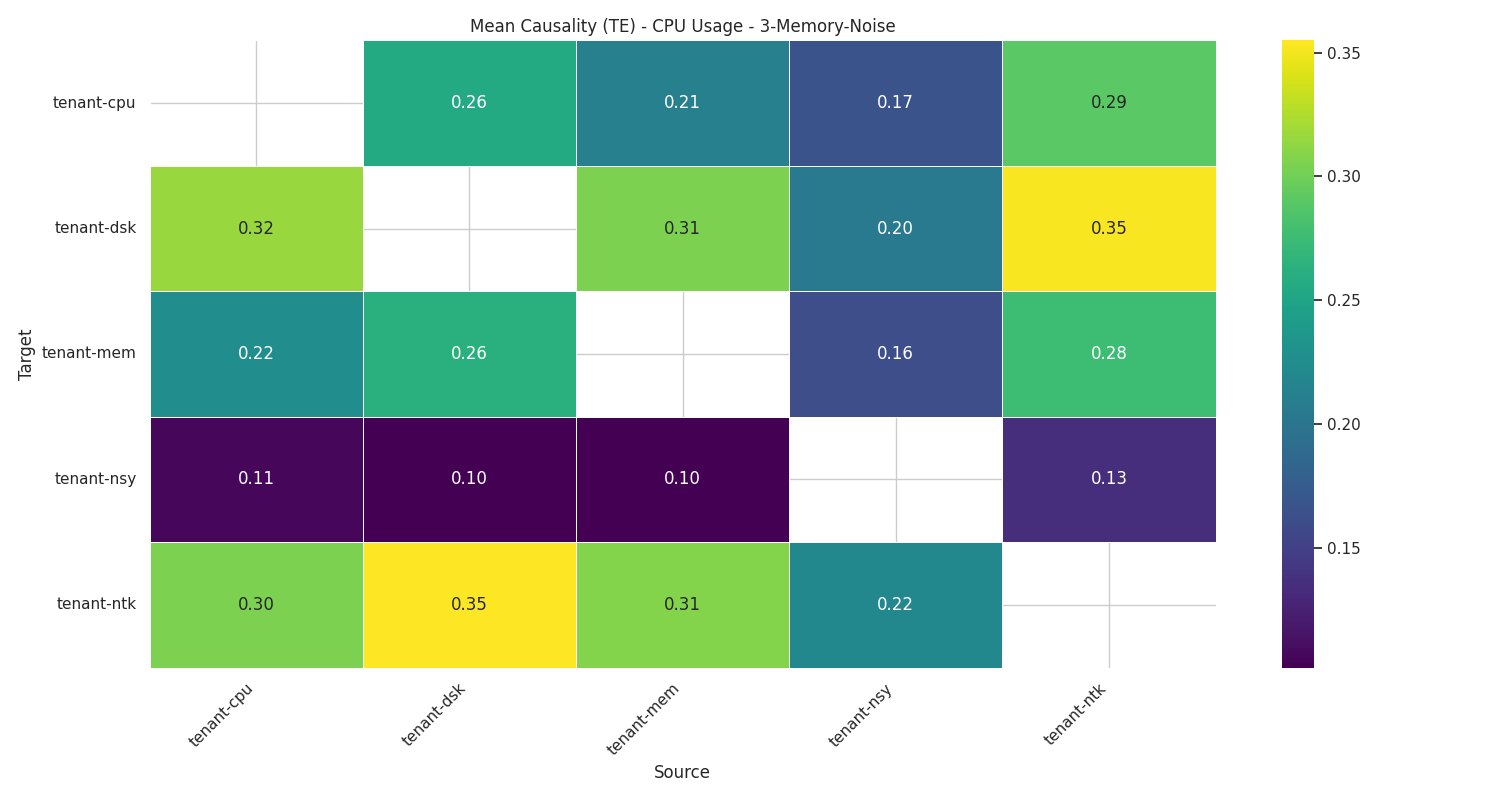 Mean Causality (TE) - CPU Usage - 3-Memory-Noise
tenant-cpu 0.26 0.21 0.17 0.29
tenant-dsk 0.32 0.31 0.20 0.35
tenant-mem 0.22 0.26 0.16 0.28
tenant-nsy 0.11 0.10 0.10 0.13
tenant-ntk 0.30 0.35 0.31 0.22
Target
tenant-cpu tenant-dsk tenant-mem tenant-nsy tenant-ntk
Source
0.35
0.30
0.25
0.20
0.15